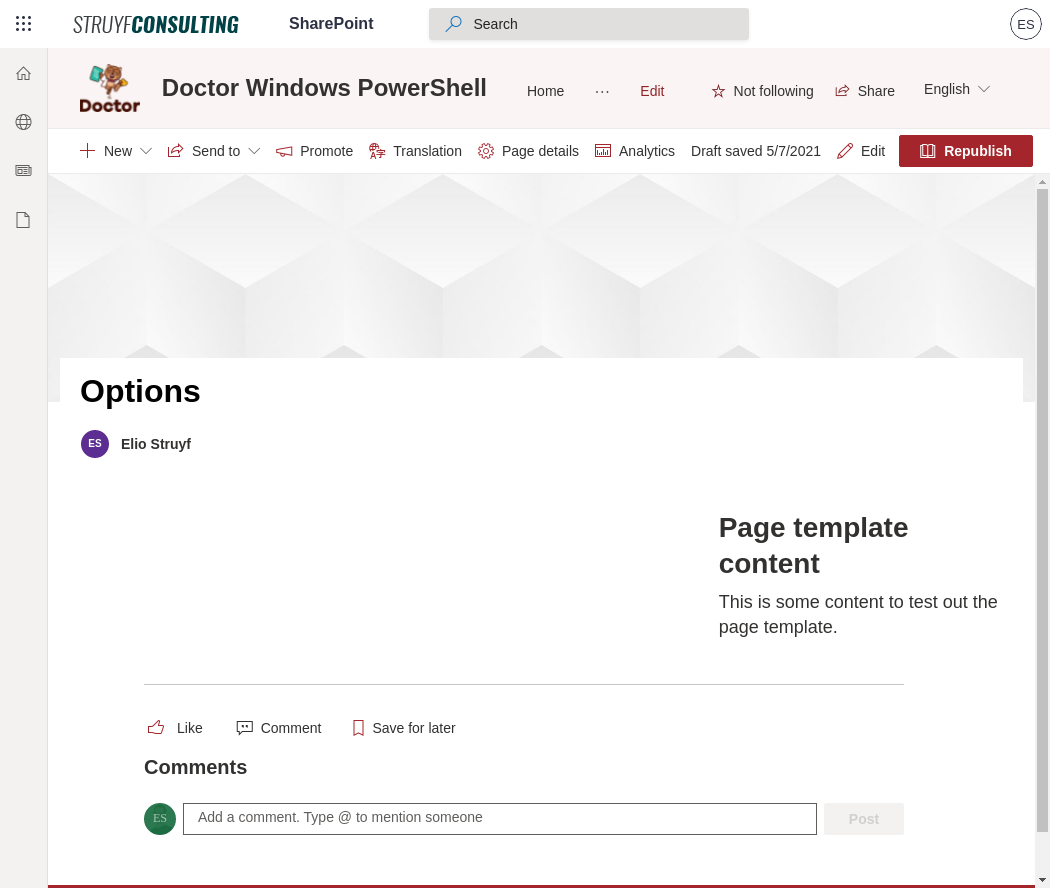 STRUYFCONSULTING SharePoint Search ES
Doctor Doctor Windows PowerShell Home ... Edit Not following Share English
New Send to Promote Translation Page details Analytics Draft saved 5/7/2021 Edit Republish
Options
ES Elio Struyf
Page template
content
This is some content to test out the
page template.
Like Comment Save for later
Comments
ES Add a comment. Type @ to mention someone Post